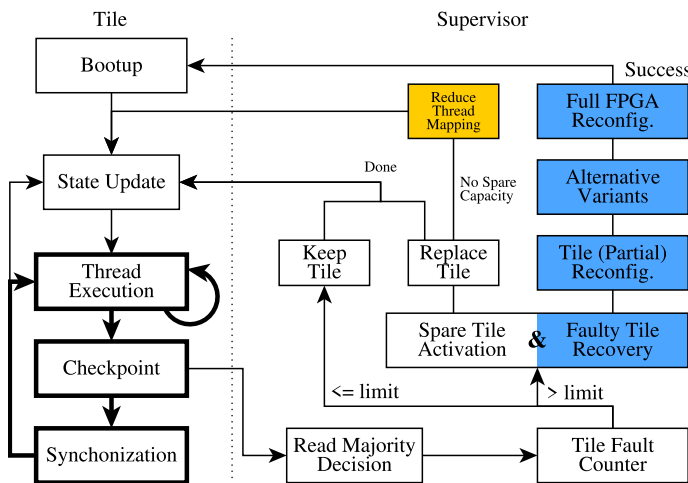 Tile
Supervisor
Bootup
Success
Reduce
Thread
Mapping
Full FPGA
Reconfig.
State Update
Done
No Spare
Capacity
Alternative
Variants
Thread
Execution
Keep
Tile
Replace
Tile
Tile (Partial)
Reconfig.
Spare Tile
Activation
&
Faulty Tile
Recovery
Checkpoint
<= limit
> limit
Synchonization
Read Majority
Decision
Tile Fault
Counter